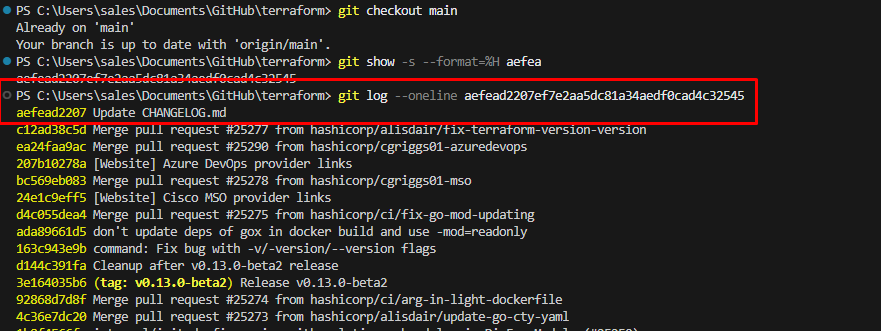 PS C:\Users\sales\Documents\GitHub\terraform> git checkout main
Already on 'main'
Your branch is up to date with 'origin/main'.
PS C:\Users\sales\Documents\GitHub\terraform> git show -s --format=%H aefea
aefead2207ef7e2aa5dc81a34aedf0cad4c32545
PS C:\Users\sales\Documents\GitHub\terraform> git log --oneline aefead2207ef7e2aa5dc81a34aedf0cad4c32545
aefead2207 Update CHANGELOG.md
c12ad38c5d Merge pull request #25277 from hashicorp/alisdair/fix-terraform-version-version
ea24faa9ac Merge pull request #25290 from hashicorp/cgriggs01-azuredevops
207b10278a [Website] Azure DevOps provider links
bc569eb083 Merge pull request #25278 from hashicorp/cgriggs01-mso
24e1c9eff5 [Website] Cisco MSO provider links
d4c055dea4 Merge pull request #25275 from hashicorp/ci/fix-go-mod-updating
ada89661d5 don't update deps of gox in docker build and use -mod=readonly
163c943e9b command: Fix bug with -v/-version/--version flags
d144c391fa Cleanup after v0.13.0-beta2 release
3e164035b6 (tag: v0.13.0-beta2) Release v0.13.0-beta2
92868d7d8f Merge pull request #25274 from hashicorp/ci/arg-in-light-dockerfile
4c36e7dc20 Merge pull request #25273 from hashicorp/alisdair/update-go-cty-yaml